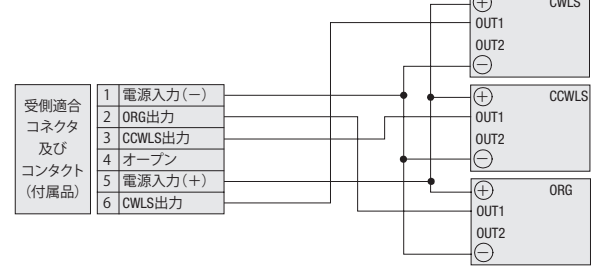 受側適合
コネクタ
及び
コンタクト
(付属品)
1 電源入力(−)
2 ORG出力
3 CCWLS出力
4 オープン
5 電源入力(+)
6 CWLS出力
⊕ CWLS
OUT1
OUT2
⊖
⊕ CCWLS
OUT1
OUT2
⊖
⊕ ORG
OUT1
OUT2
⊖